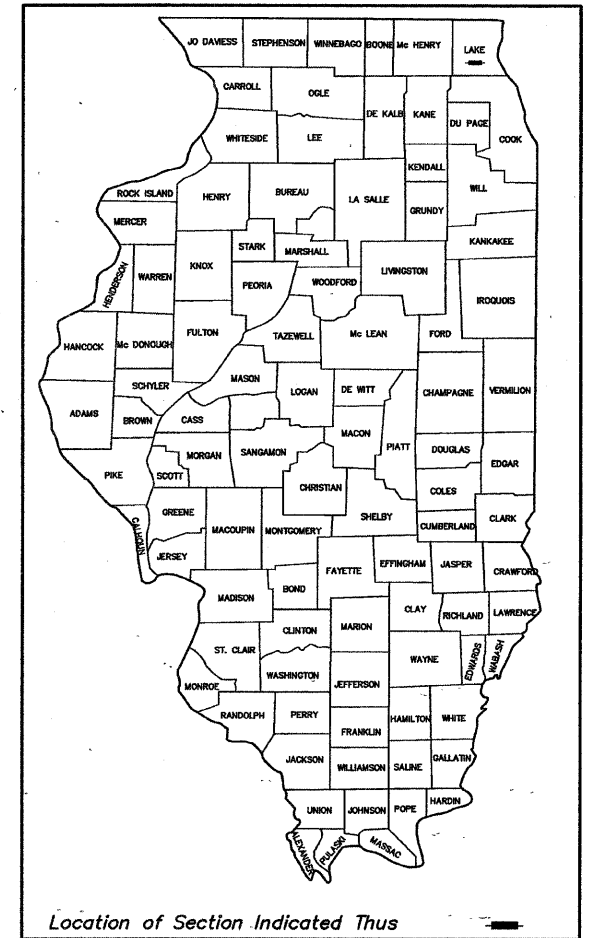 JO DAVIESS STEPHENSON WINNEBAGO BOONE Mc HENRY LAKE
CARROLL OGLE DE KALB KANE DU PAGE COOK
WHITESIDE LEE
KENDALL
ROCK ISLAND HENRY BUREAU LA SALLE GRUNDY WILL
MERCER
STARK MARSHALL KANKAKEE
HENDERSON WARREN KNOX PEORIA WOODFORD LIVINGSTON IROQUOIS
HANCOCK Mc DONOUGH FULTON TAZEWELL Mc LEAN FORD
SCHYLER MASON LOGAN DE WITT CHAMPAGNE VERMILION
ADAMS BROWN CASS MACON PIATT
PIKE SCOTT MORGAN SANGAMON DOUGLAS EDGAR
CHRISTIAN COLES
CALHOUN GREENE MACOUPIN MONTGOMERY SHELBY CUMBERLAND CLARK
JERSEY FAYETTE EFFINGHAM JASPER CRAWFORD
MADISON BOND CLAY RICHLAND LAWRENCE
ST. CLAIR CLINTON MARION WAYNE EDWARDS WABASH
MONROE WASHINGTON JEFFERSON
RANDOLPH PERRY FRANKLIN HAMILTON WHITE
JACKSON WILLIAMSON SALINE GALLATIN
UNION JOHNSON POPE HARDIN
ALEXANDER PULASKI MASSAC
Location of Section Indicated Thus